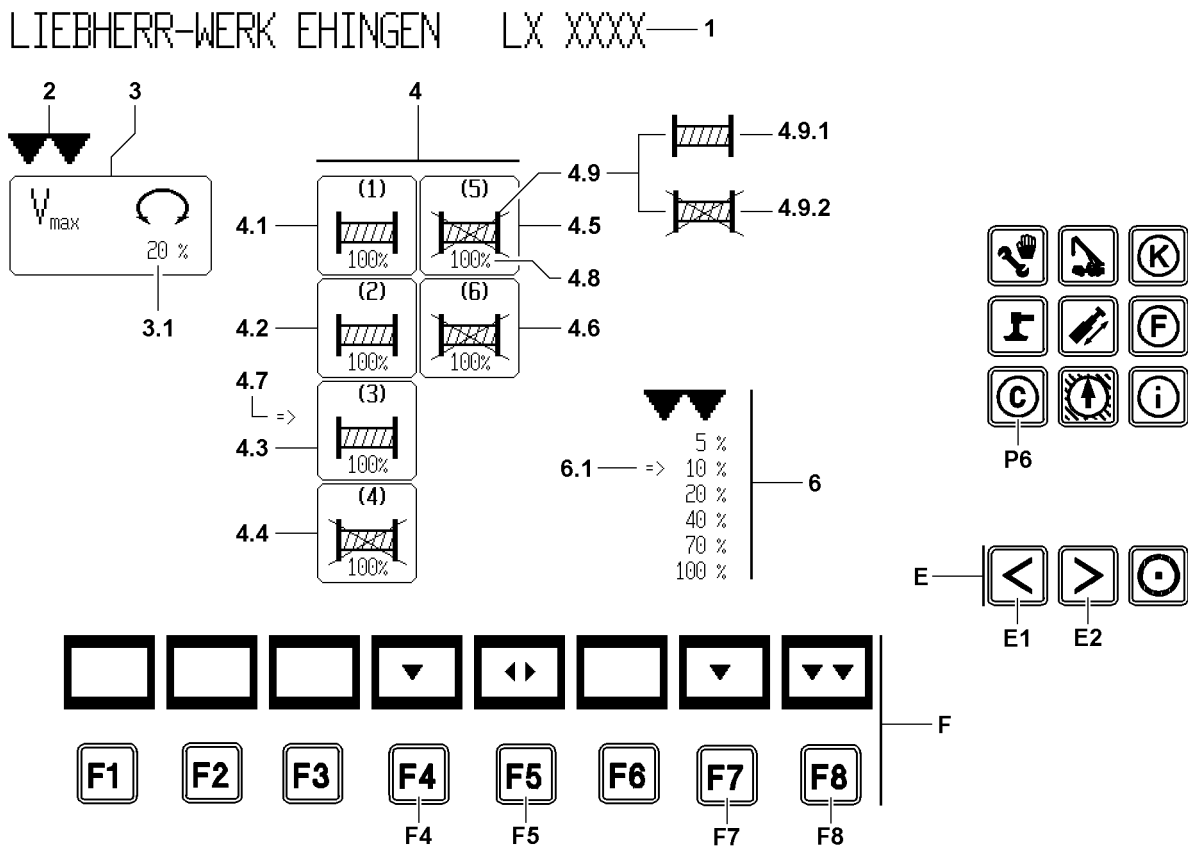 LIEBHERR-WERK EHINGEN LX XXXX 1
2 3 4
4.9.1
4.9
4.9.2
V max
20 %
3.1
4.1 (1) 100%
(5) 100% 4.5
4.8
4.2 (2) 100%
(6) 100% 4.6
4.7
=>
4.3 (3) 100%
4.4 (4) 100%
5 %
6.1 => 10 %
20 %
40 %
70 %
100 %
6
K
F
C i
P6
E < >
E1 E2
F
F1 F2 F3 F4 F5 F6 F7 F8
F4 F5 F7 F8